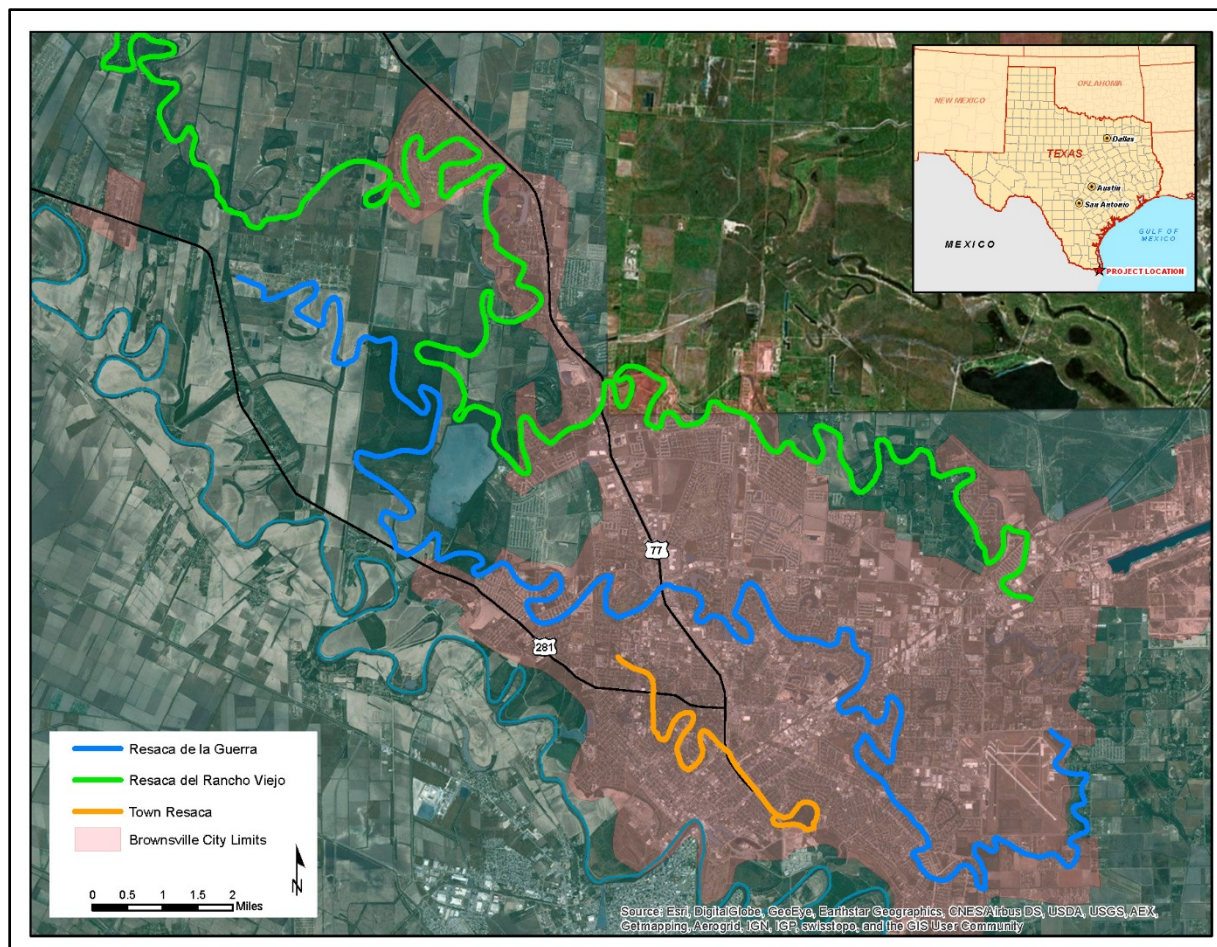 NEW MEXICO
OKLAHOMA
Dallas
TEXAS
Austin
San Antonio
MEXICO
GULF OF
MEXICO
PROJECT LOCATION
77
281
Resaca de la Guerra
Resaca del Rancho Viejo
Town Resaca
Brownsville City Limits
N
0 0.5 1 1.5 2
Miles
Source: Esri, DigitalGlobe, GeoEye, Earthstar Geographics, CNES/Airbus DS, USDA, USGS, AEX,
Getmapping, Aerogrid, IGN, IGP, swisstopo, and the GIS User Community